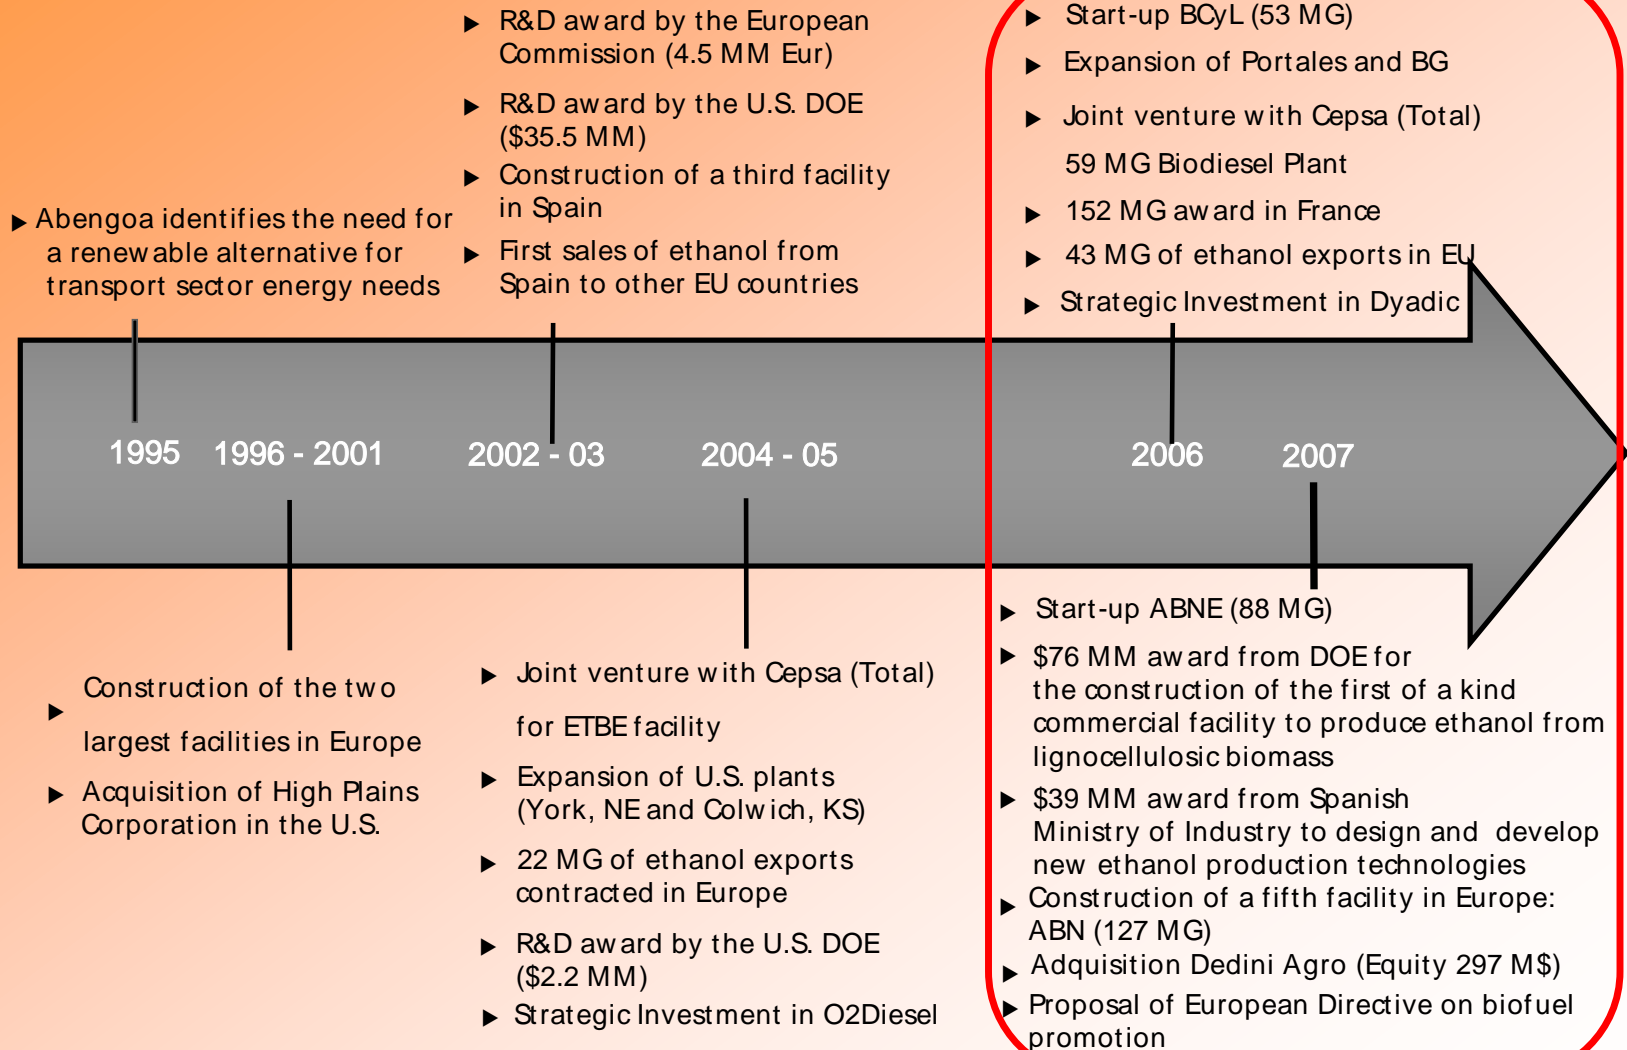 ► R&D award by the European
Commission (4.5 MM Eur)
► R&D award by the U.S. DOE
($35.5 MM)
► Construction of a third facility
in Spain
► First sales of ethanol from
Spain to other EU countries
► Start-up BCyL (53 MG)
► Expansion of Portales and BG
► Joint venture with Cepsa (Total)
59 MG Biodiesel Plant
► 152 MG award in France
► 43 MG of ethanol exports in EU
► Strategic Investment in Dyadic
► Abengoa identifies the need for
a renewable alternative for
transport sector energy needs
1995
1996 - 2001
2002 - 03
2004 - 05
2006
2007
► Construction of the two
largest facilities in Europe
► Acquisition of High Plains
Corporation in the U.S.
► Joint venture with Cepsa (Total)
for ETBE facility
► Expansion of U.S. plants
(York, NE and Colwich, KS)
► 22 MG of ethanol exports
contracted in Europe
► R&D award by the U.S. DOE
($2.2 MM)
► Strategic Investment in O2Diesel
► Start-up ABNE (88 MG)
► $76 MM award from DOE for
the construction of the first of a kind
commercial facility to produce ethanol from
lignocellulosic biomass
► $39 MM award from Spanish
Ministry of Industry to design and develop
new ethanol production technologies
► Construction of a fifth facility in Europe:
ABN (127 MG)
► Adquisition Dedini Agro (Equity 297 M$)
► Proposal of European Directive on biofuel
promotion